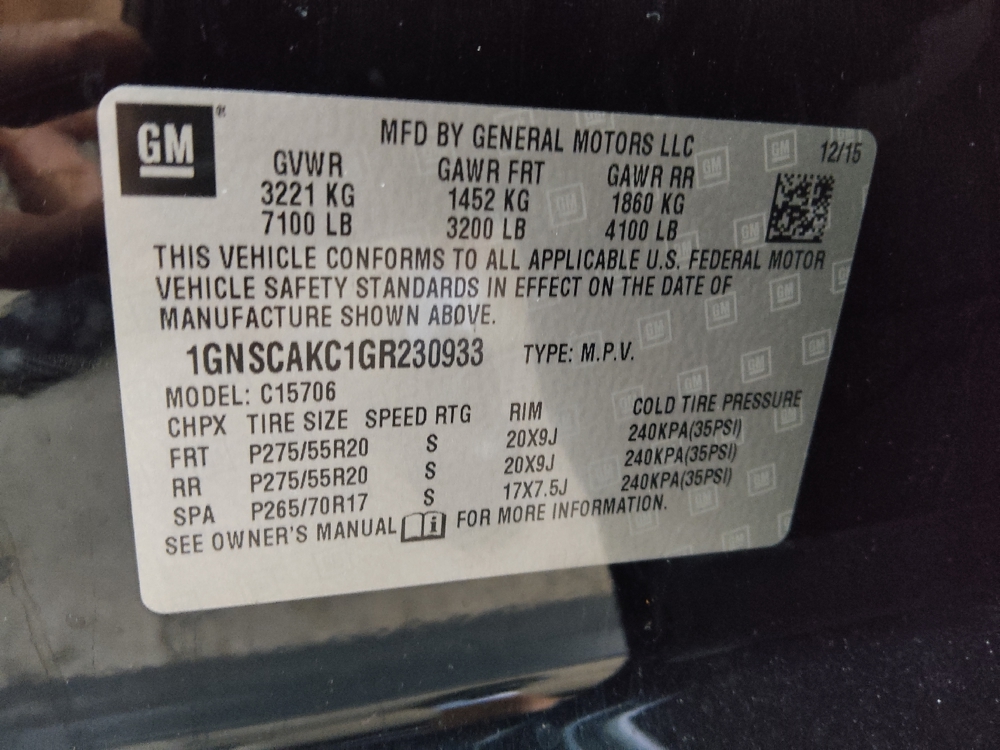 GM
MFD BY GENERAL MOTORS LLC 12/15
GVWR GAWR FRT GAWR RR
3221 KG 1452 KG 1860 KG
7100 LB 3200 LB 4100 LB
THIS VEHICLE CONFORMS TO ALL APPLICABLE U.S. FEDERAL MOTOR
VEHICLE SAFETY STANDARDS IN EFFECT ON THE DATE OF
MANUFACTURE SHOWN ABOVE.
1GNSCAKC1GR230933 TYPE: M.P.V.
MODEL: C15706
CHPX TIRE SIZE SPEED RTG RIM COLD TIRE PRESSURE
FRT P275/55R20 S 20X9J 240KPA(35PSI)
RR P275/55R20 S 20X9J 240KPA(35PSI)
SPA P265/70R17 S 17X7.5J 240KPA(35PSI)
SEE OWNER'S MANUAL FOR MORE INFORMATION.